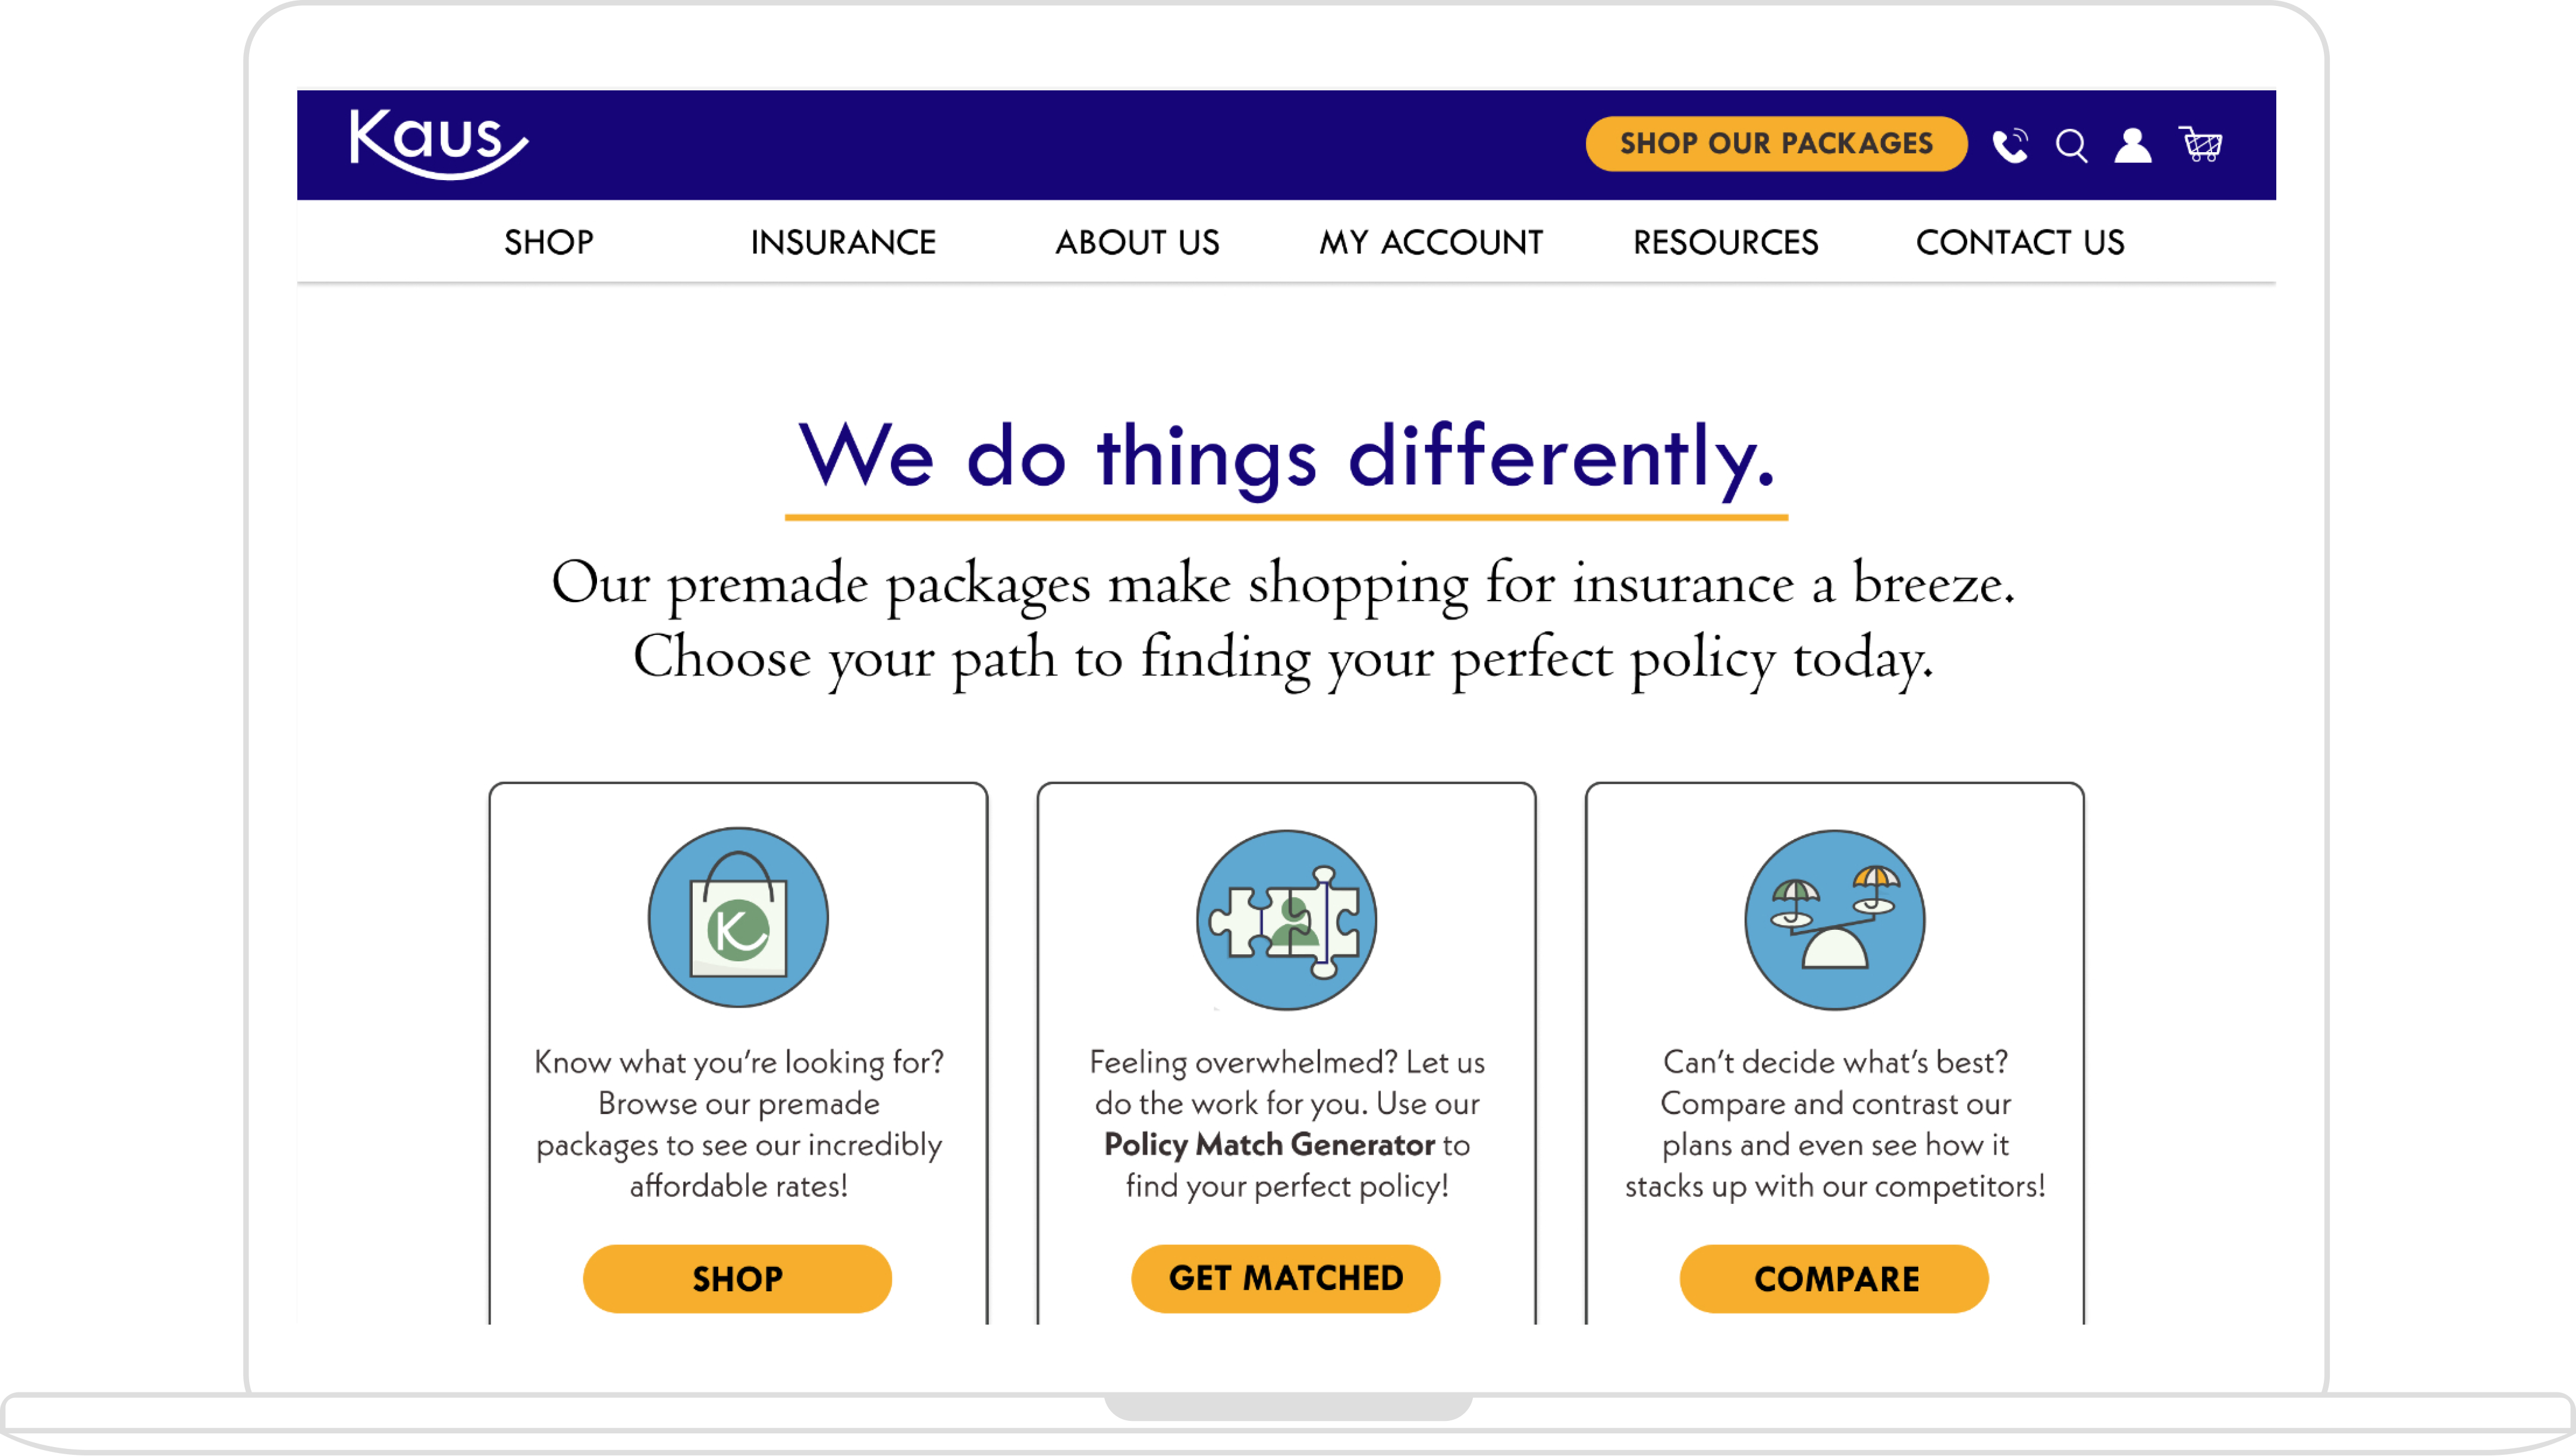 Kaus
SHOP OUR PACKAGES
SHOP INSURANCE ABOUT US MY ACCOUNT RESOURCES CONTACT US
We do things differently.
Our premade packages make shopping for insurance a breeze.
Choose your path to finding your perfect policy today.
K
Know what you're looking for?
Browse our premade
packages to see our incredibly
affordable rates!
SHOP
Feeling overwhelmed? Let us
do the work for you. Use our
Policy Match Generator to
find your perfect policy!
GET MATCHED
Can't decide what's best?
Compare and contrast our
plans and even see how it
stacks up with our competitors!
COMPARE